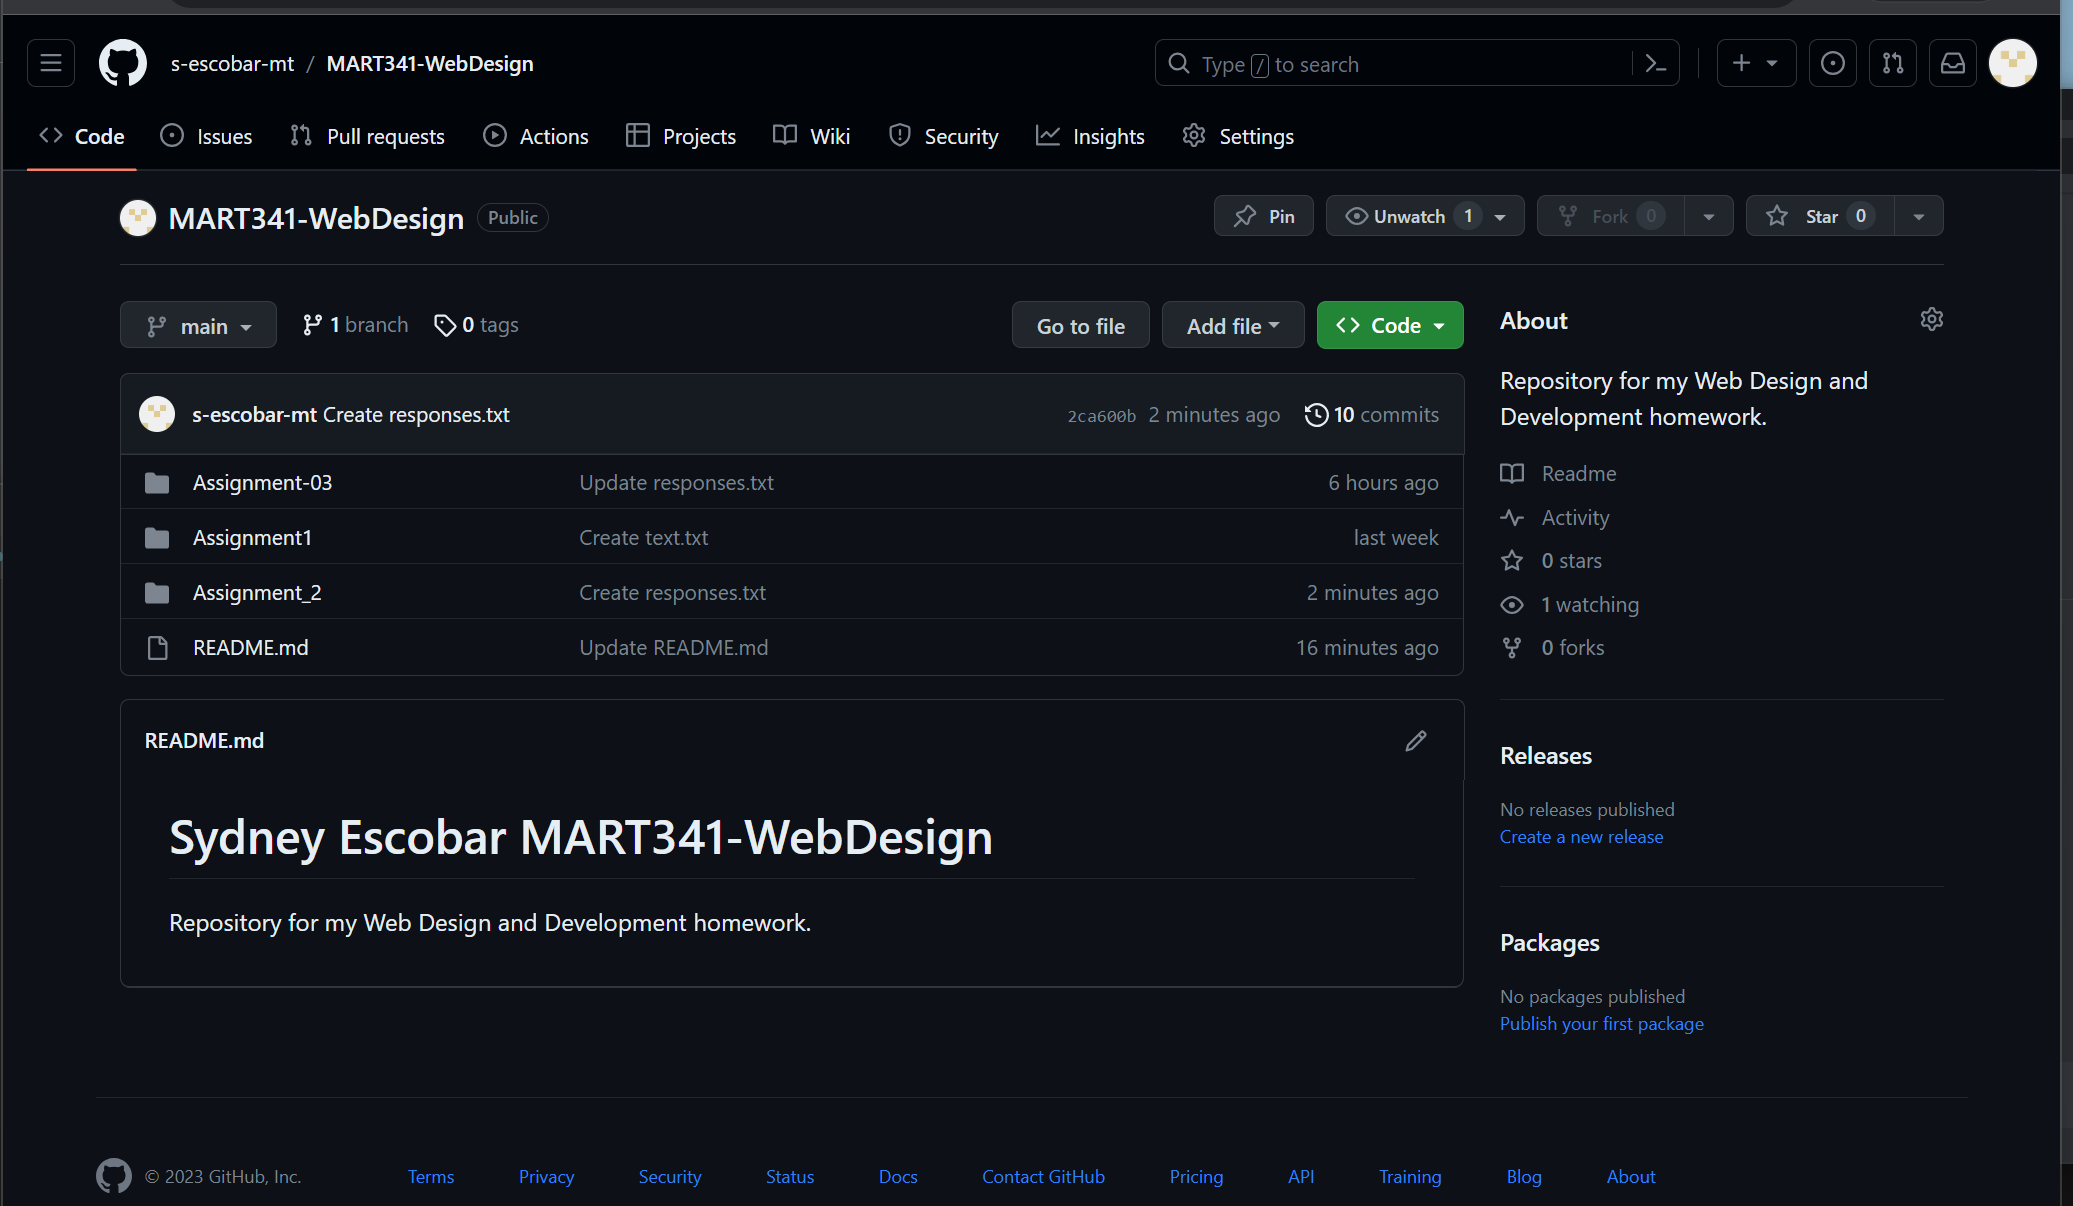 s-escobar-mt / MART341-WebDesign
Type / to search
Code Issues Pull requests Actions Projects Wiki Security Insights Settings
MART341-WebDesign Public
Pin Unwatch 1 Fork 0 Star 0
main 1 branch 0 tags Go to file Add file Code
s-escobar-mt Create responses.txt 2ca600b 2 minutes ago 10 commits
Assignment-03 Update responses.txt 6 hours ago
Assignment1 Create text.txt last week
Assignment_2 Create responses.txt 2 minutes ago
README.md Update README.md 16 minutes ago
README.md
Sydney Escobar MART341-WebDesign
Repository for my Web Design and Development homework.
About
Repository for my Web Design and
Development homework.
Readme
Activity
0 stars
1 watching
0 forks
Releases
No releases published
Create a new release
Packages
No packages published
Publish your first package
© 2023 GitHub, Inc. Terms Privacy Security Status Docs Contact GitHub Pricing API Training Blog About